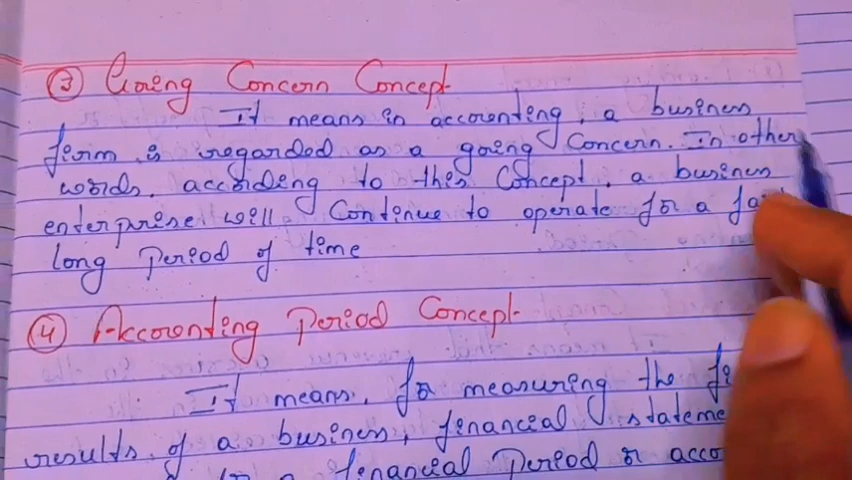 ③ Going Concern Concept
It means in accounting, a business
firm is regarded as a going Concern. In other
words, according to this Concept, a business
enterprise will Continue to operate for a
long Period of time
④ Accounting Period Concept
It means, for measuring the
results of a business, financial
financial Period or